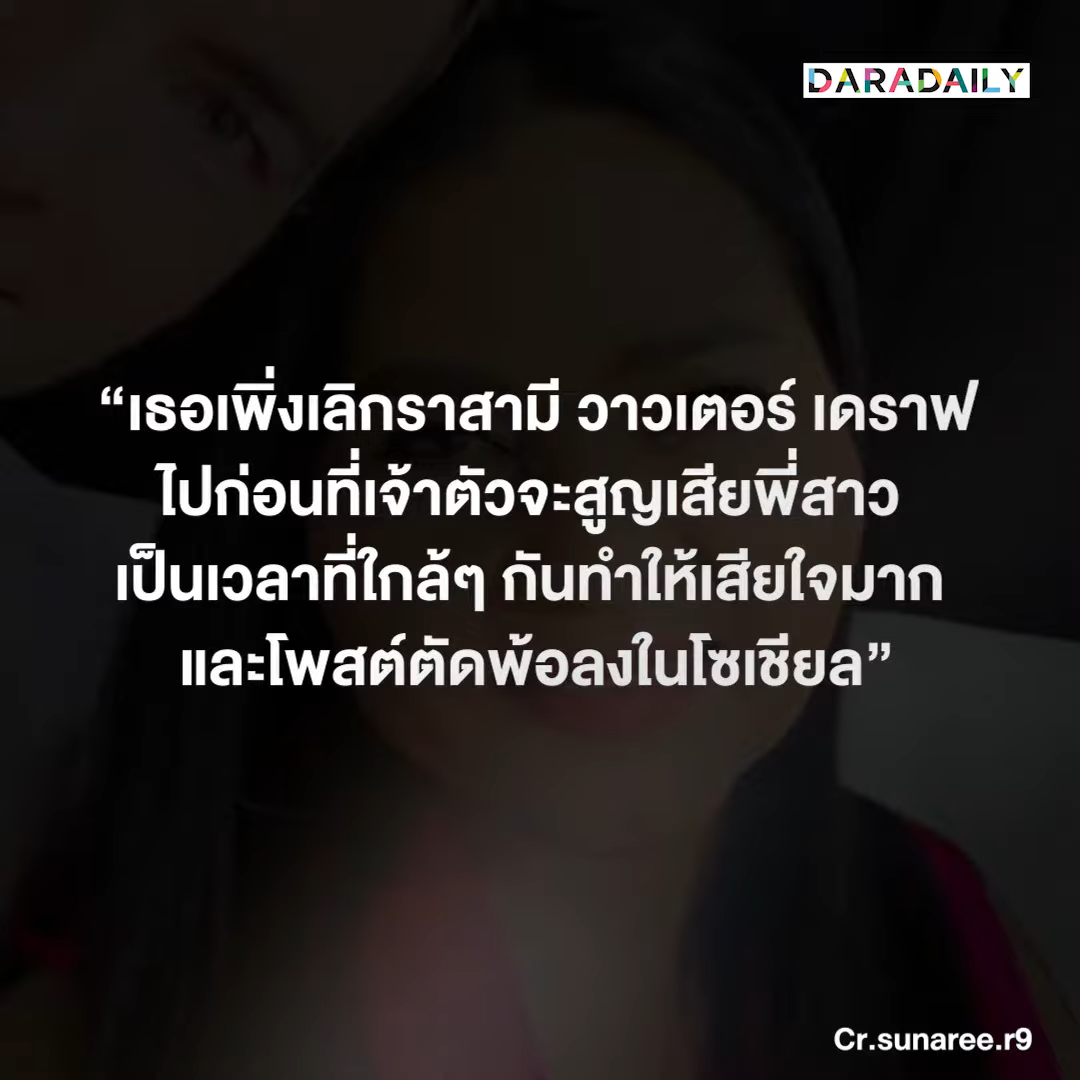 DARADAILY
“เธอเพิ่งเลิกราสามี วาวเตอร์ เดราฟ
ไปก่อนที่เจ้าตัวจะสูญเสียพี่สาว
เป็นเวลาที่ใกล้ๆ กันทำให้เสียใจมาก
และโพสต์ตัดพ้อลงในโซเชียล”
Cr.sunaree.r9